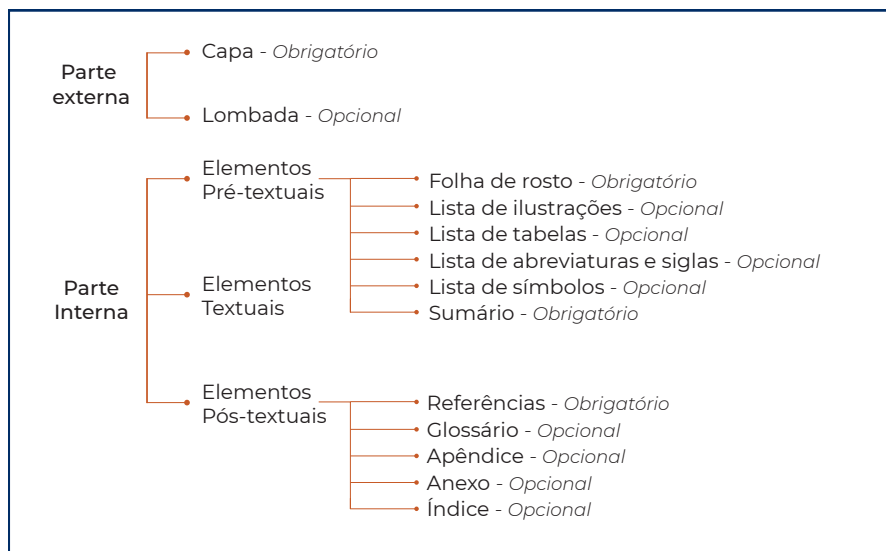 Parte
externa
Capa - Obrigatório
Lombada - Opcional
Parte
Interna
Elementos
Pré-textuais
Folha de rosto - Obrigatório
Lista de ilustrações - Opcional
Lista de tabelas - Opcional
Lista de abreviaturas e siglas - Opcional
Lista de símbolos - Opcional
Sumário - Obrigatório
Elementos
Textuais
Elementos
Pós-textuais
Referências - Obrigatório
Glossário - Opcional
Apêndice - Opcional
Anexo - Opcional
Índice - Opcional